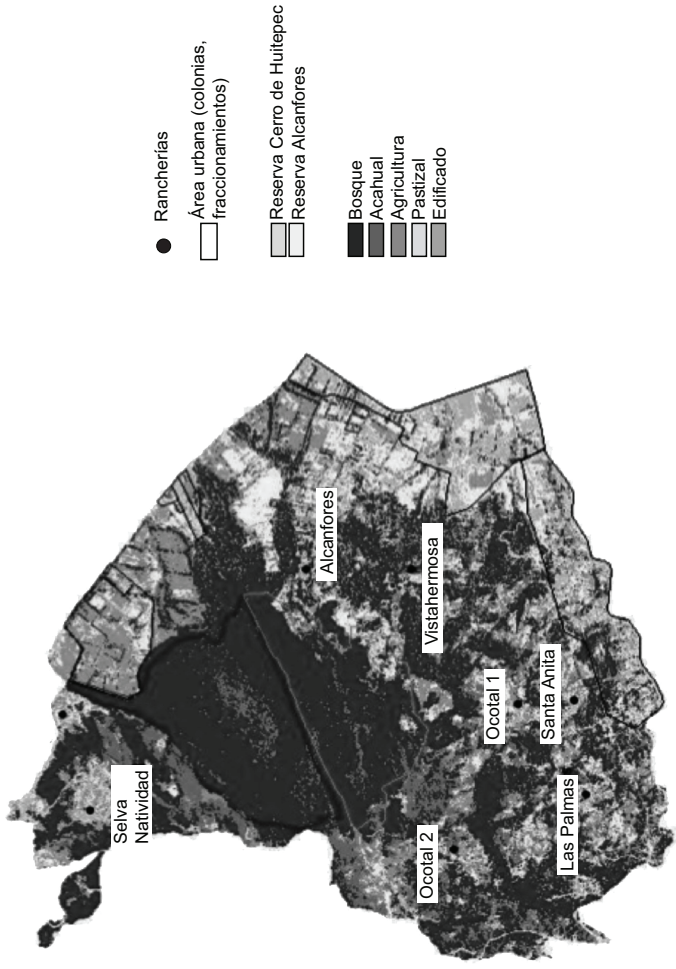 Rancherías
Área urbana (colonias,
fraccionamientos)
Reserva Cerro de Huitepec
Reserva Alcanfores
Bosque
Acahual
Agricultura
Pastizal
Edificado
Selva
Natividad
Alcanfores
Vistahermosa
Ocotal 1
Santa Anita
Ocotal 2
Las Palmas